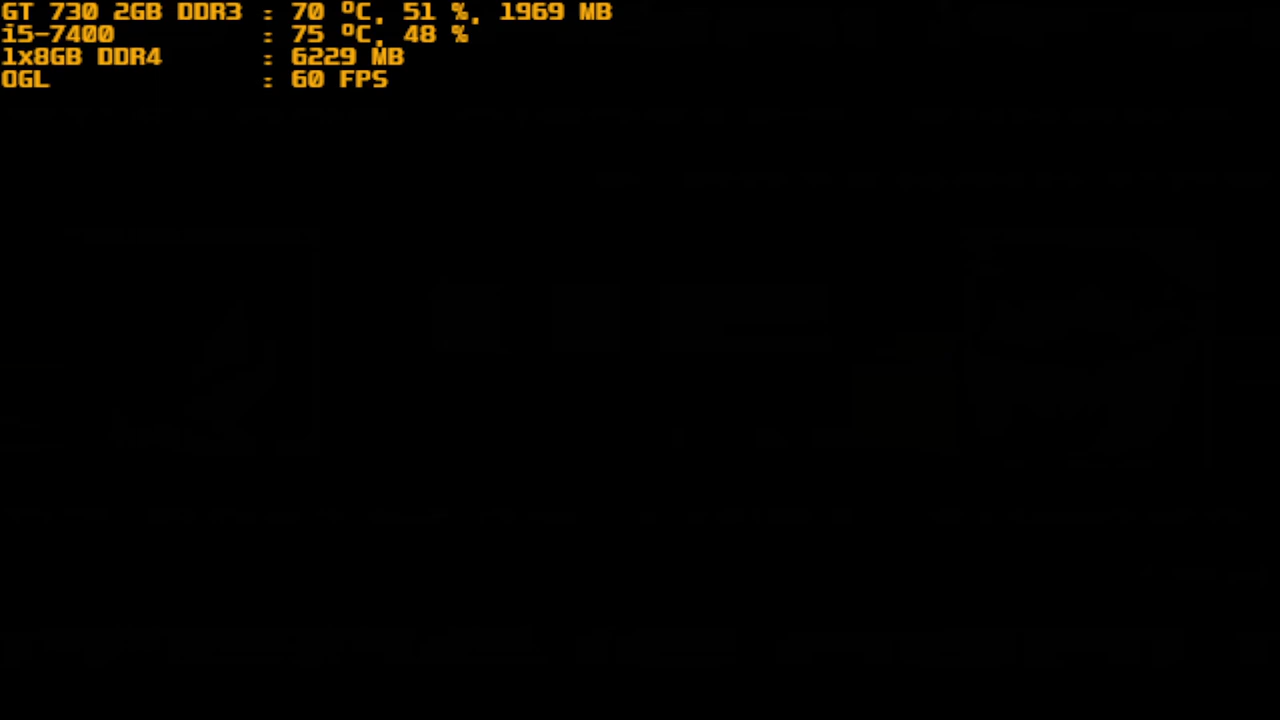 GT 730 2GB DDR3 : 70 ºC, 51 %, 1969 MB
i5-7400 : 75 ºC, 48 %
1x8GB DDR4 : 6229 MB
OGL : 60 FPS